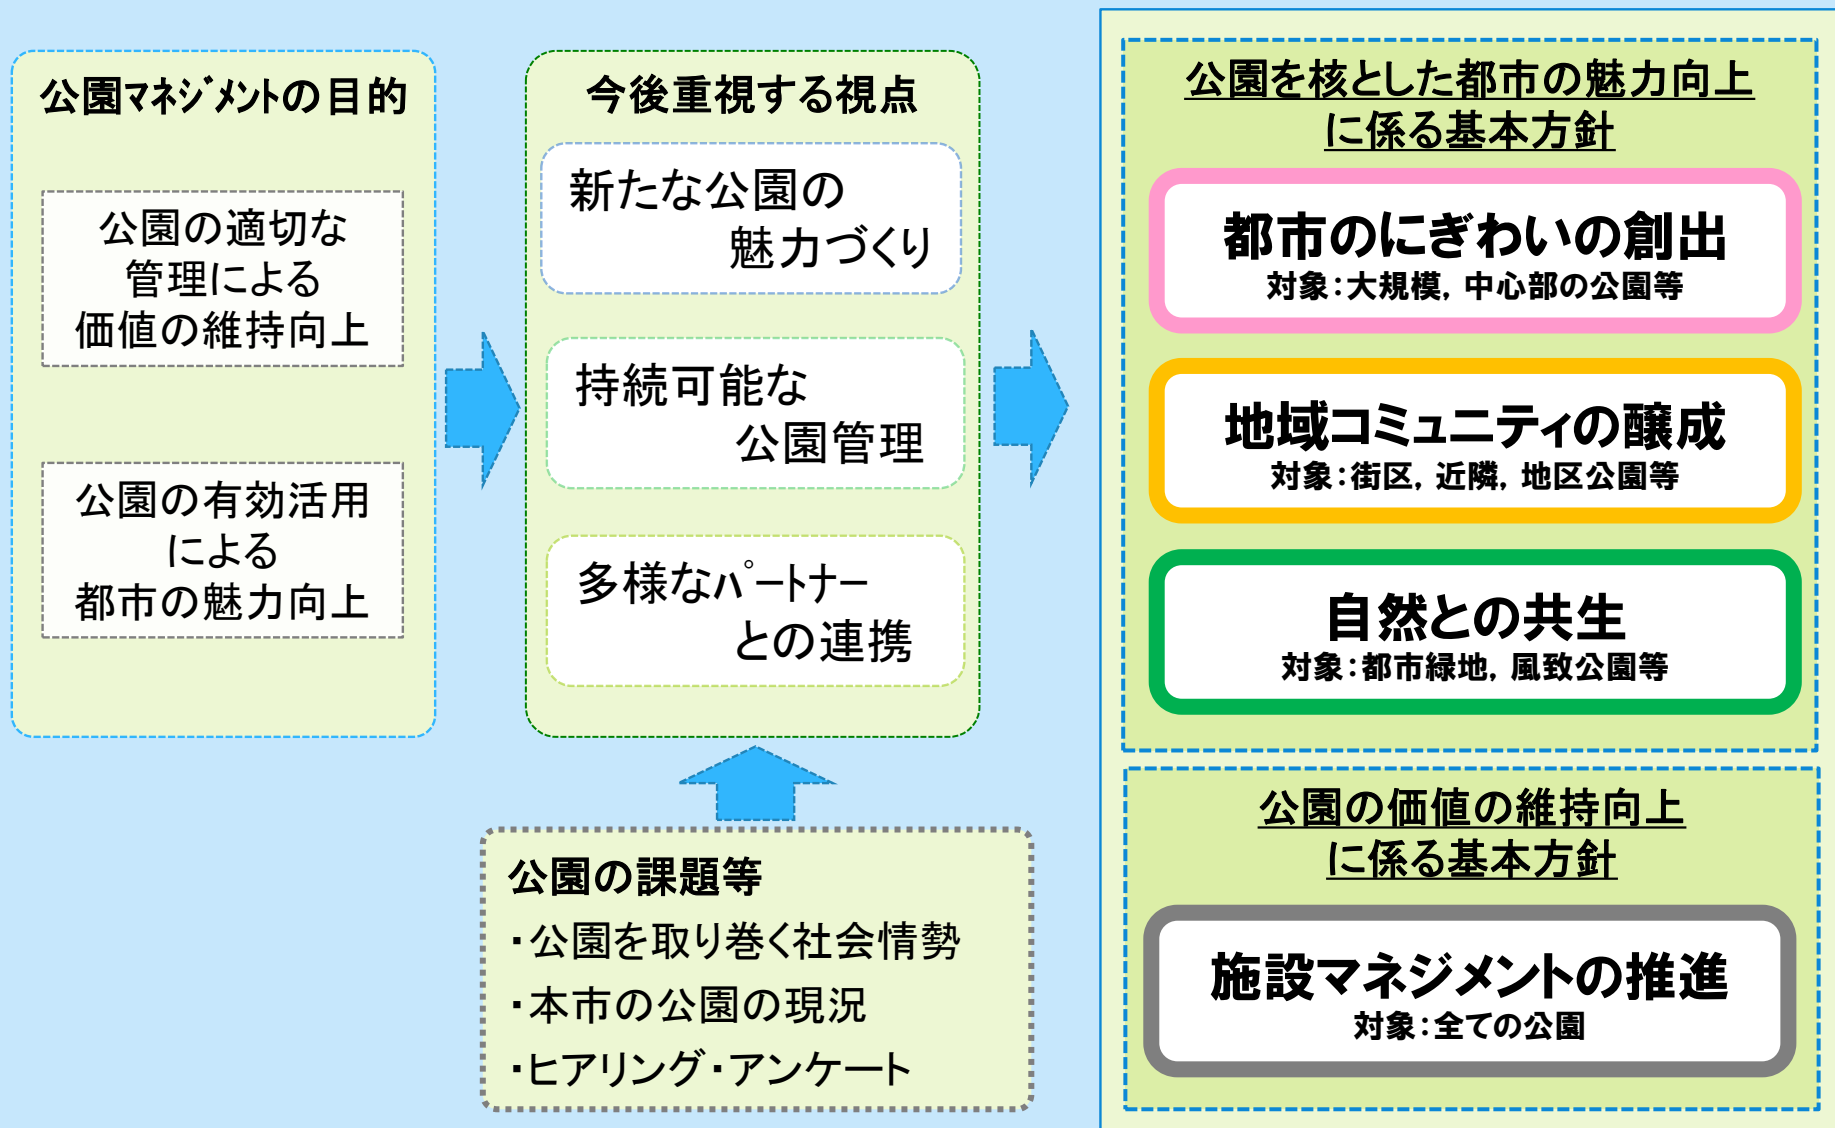 公園マネジメントの目的
公園の適切な
管理による
価値の維持向上
公園の有効活用
による
都市の魅力向上
今後重視する視点
新たな公園の
魅力づくり
持続可能な
公園管理
多様なパートナー
との連携
公園の課題等
・公園を取り巻く社会情勢
・本市の公園の現況
・ヒアリング・アンケート
公園を核とした都市の魅力向上
に係る基本方針
都市のにぎわいの創出
対象：大規模，中心部の公園等
地域コミュニティの醸成
対象：街区，近隣，地区公園等
自然との共生
対象：都市緑地，風致公園等
公園の価値の維持向上
に係る基本方針
施設マネジメントの推進
対象：全ての公園